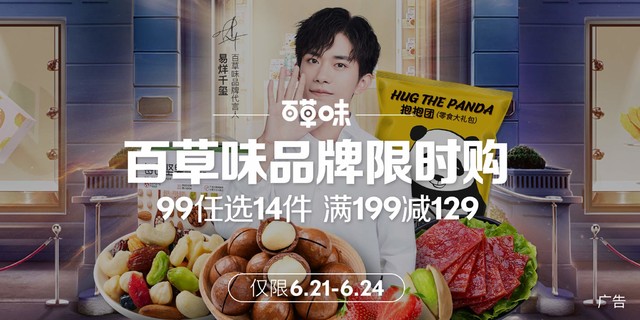 百草味品牌代言人
易烊千玺
百草味
HUG THE PANDA
抱抱团
(零食大礼包)
百草味品牌限时购
99任选14件 满199减129
仅限6.21-6.24
广告